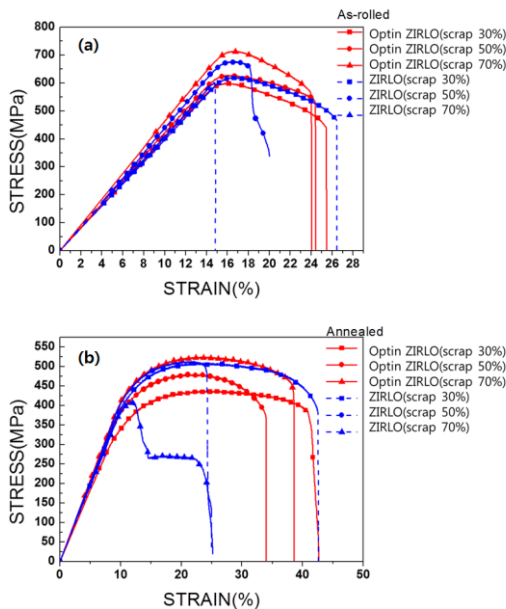 As-rolled
(a)
Optin ZIRLO(scrap 30%)
Optin ZIRLO(scrap 50%)
Optin ZIRLO(scrap 70%)
ZIRLO(scrap 30%)
ZIRLO(scrap 50%)
ZIRLO(scrap 70%)
STRESS(MPa)
800
700
600
500
400
300
200
100
0
0 2 4 6 8 10 12 14 16 18 20 22 24 26 28
STRAIN(%)
Annealed
(b)
Optin ZIRLO(scrap 30%)
Optin ZIRLO(scrap 50%)
Optin ZIRLO(scrap 70%)
ZIRLO(scrap 30%)
ZIRLO(scrap 50%)
ZIRLO(scrap 70%)
STRESS(MPa)
550
500
450
400
350
300
250
200
150
100
50
0
0 10 20 30 40 50
STRAIN(%)